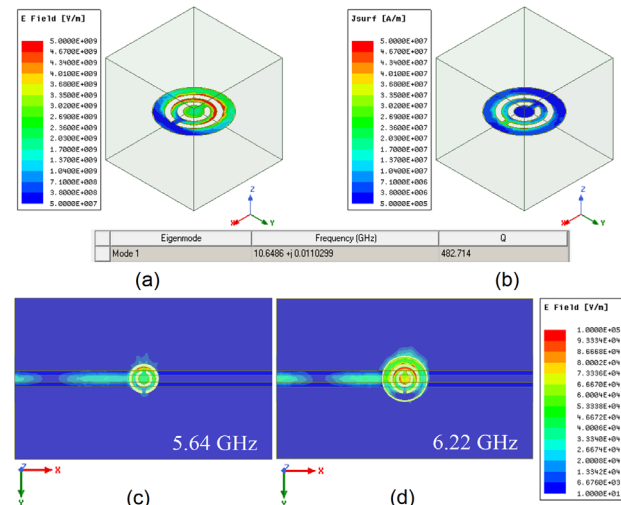 E Field [V/m]
5.0000E+009
4.6700E+009
4.3400E+009
4.0100E+009
3.6800E+009
3.3500E+009
3.0200E+009
2.6900E+009
2.3600E+009
2.0300E+009
1.7000E+009
1.3700E+009
1.0400E+009
7.1000E+008
3.8000E+008
5.0000E+007
Z
X
Y
Jsurf [A/m]
5.0000E+007
4.6700E+007
4.3400E+007
4.0100E+007
3.6800E+007
3.3500E+007
3.0200E+007
2.6900E+007
2.3600E+007
2.0300E+007
1.7000E+007
1.3700E+007
1.0400E+007
7.1000E+006
3.8000E+006
5.0000E+005
Z
X
Y
Eigenmode Frequency (GHz) Q
Mode 1 10.6486 +j 0.0110299 482.714
(a) (b)
5.64 GHz
6.22 GHz
E Field [V/m]
1.0000E+05
9.3334E+04
8.6668E+04
8.0002E+04
7.3336E+04
6.6670E+04
6.0004E+04
5.3338E+04
4.6672E+04
4.0006E+04
3.3340E+04
2.6674E+04
2.0008E+04
1.3342E+04
6.6760E+03
1.0000E+01
Z X
Y
Z X
Y
(c) (d)